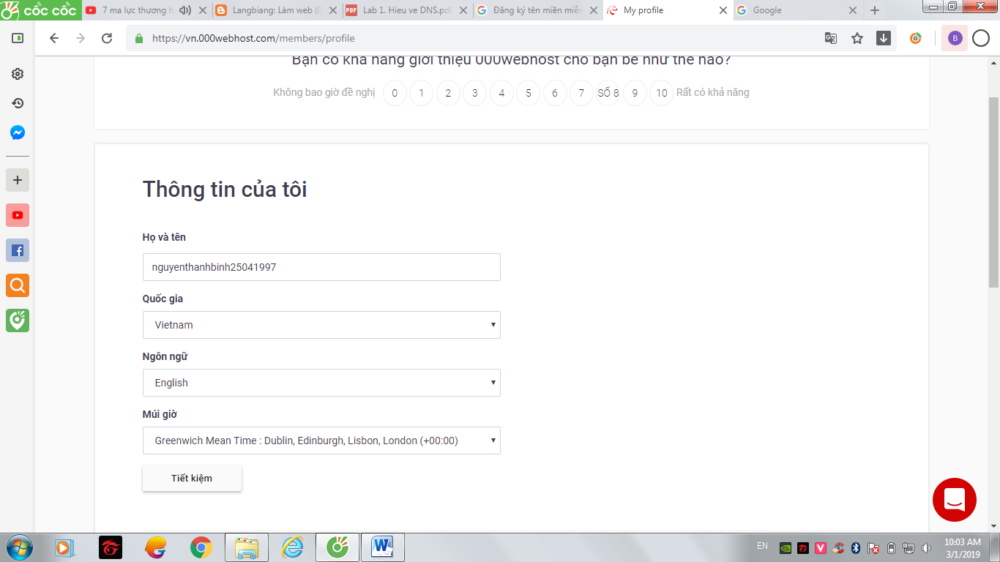 cốc cốc
7 ma lực thương h
Langbiang: Làm web (
Lab 1. Hieu ve DNS.pdf
Đăng ký tên miền miễn
My profile
Google
https://vn.000webhost.com/members/profile
B
Bạn có khả năng giới thiệu 000webhost cho bạn bè như thế nào?
Không bao giờ đề nghị 0 1 2 3 4 5 6 7 SỐ 8 9 10 Rất có khả năng
Thông tin của tôi
Họ và tên
nguyenthanhbinh25041997
Quốc gia
Vietnam
Ngôn ngữ
English
Múi giờ
Greenwich Mean Time : Dublin, Edinburgh, Lisbon, London (+00:00)
Tiết kiệm
EN
10:03 AM
3/1/2019